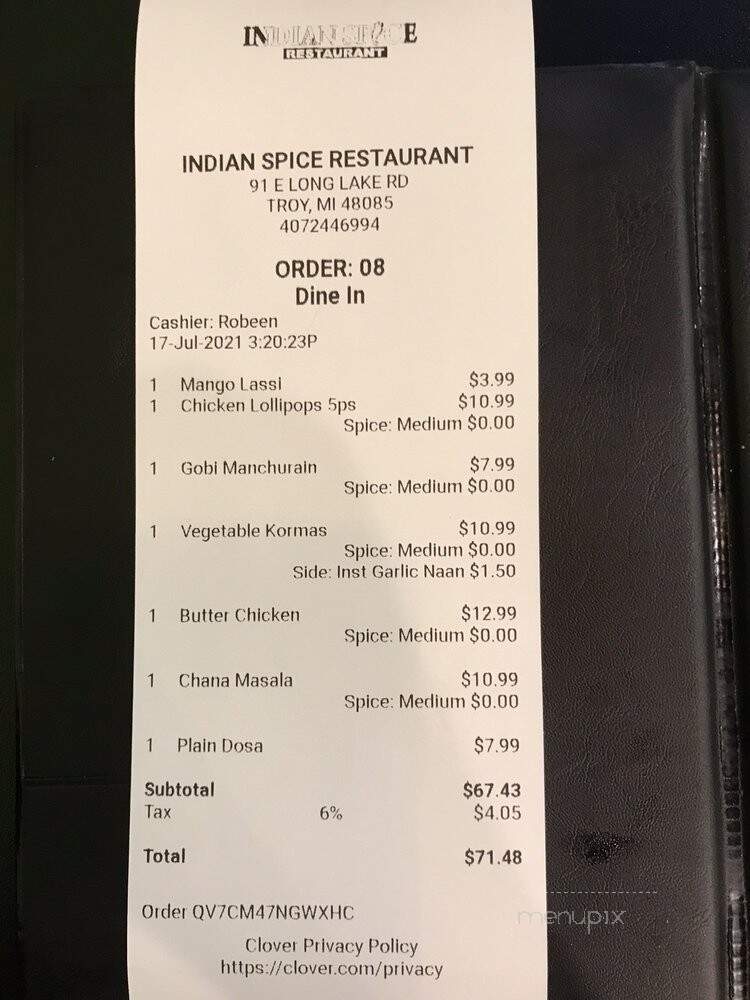 INDIAN SPICE
RESTAURANT
INDIAN SPICE RESTAURANT
91 E LONG LAKE RD
TROY, MI 48085
4072446994
ORDER: 08
Dine In
Cashier: Robeen
17-Jul-2021 3:20:23P
1 Mango Lassi $3.99
1 Chicken Lollipops 5ps $10.99
Spice: Medium $0.00
1 Gobi Manchurain $7.99
Spice: Medium $0.00
1 Vegetable Kormas $10.99
Spice: Medium $0.00
Side: Inst Garlic Naan $1.50
1 Butter Chicken $12.99
Spice: Medium $0.00
1 Chana Masala $10.99
Spice: Medium $0.00
1 Plain Dosa $7.99
Subtotal $67.43
Tax 6% $4.05
Total $71.48
Order QV7CM47NGWXHC
Clover Privacy Policy
https://clover.com/privacy
menupix